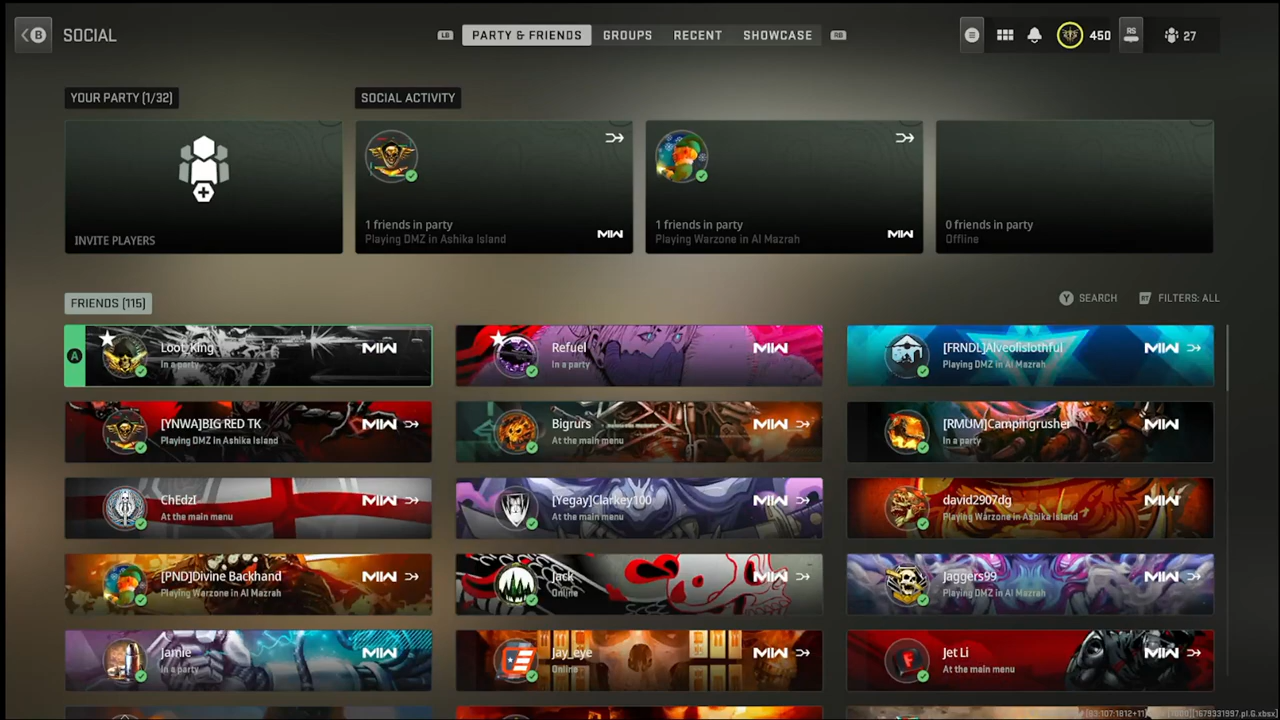 B SOCIAL
LB PARTY & FRIENDS GROUPS RECENT SHOWCASE RB
450 RS 27
YOUR PARTY (1/32)
SOCIAL ACTIVITY
INVITE PLAYERS
1 friends in party
Playing DMZ in Ashika Island
MW
1 friends in party
Playing Warzone in Al Mazrah
MW
0 friends in party
Offline
FRIENDS (115)
Y SEARCH RT FILTERS: ALL
A
Loot_King MW
In a party
Refuel MW
In a party
[FRNDL]Alveolislothful MW
Playing DMZ in Al Mazrah
[YNWA]BIG RED TK MW
Playing DMZ in Ashika Island
Bigrurs MW
At the main menu
[RMUM]Campingrusher MW
In a party
ChEdzI MW
At the main menu
[Yegay]Clarkey100 MW
At the main menu
david2907dg MW
Playing Warzone in Ashika Island
[PND]Divine Backhand MW
Playing Warzone in Al Mazrah
Jack MW
Online
Jaggers99 MW
Playing DMZ in Al Mazrah
Jamie MW
In a party
Jay_eye MW
Online
Jet Li MW
At the main menu